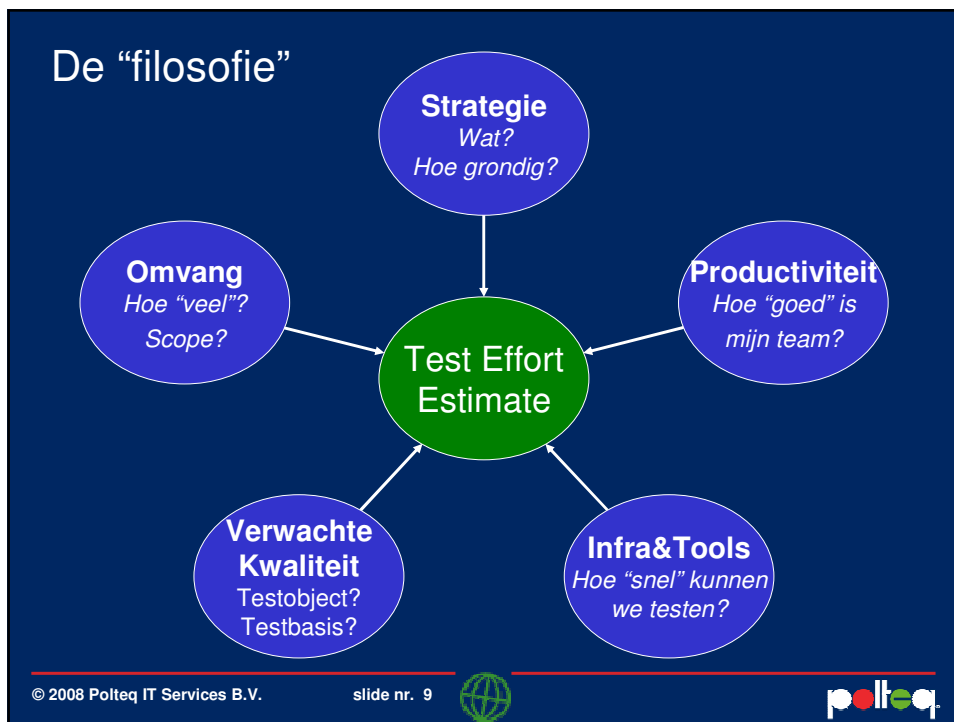 De “filosofie”
Strategie
Wat?
Hoe grondig?
Omvang
Hoe “veel”?
Scope?
Productiviteit
Hoe “goed” is
mijn team?
Test Effort
Estimate
Verwachte
Kwaliteit
Testobject?
Testbasis?
Infra&Tools
Hoe “snel” kunnen
we testen?
© 2008 Polteq IT Services B.V.
slide nr. 9
polteq